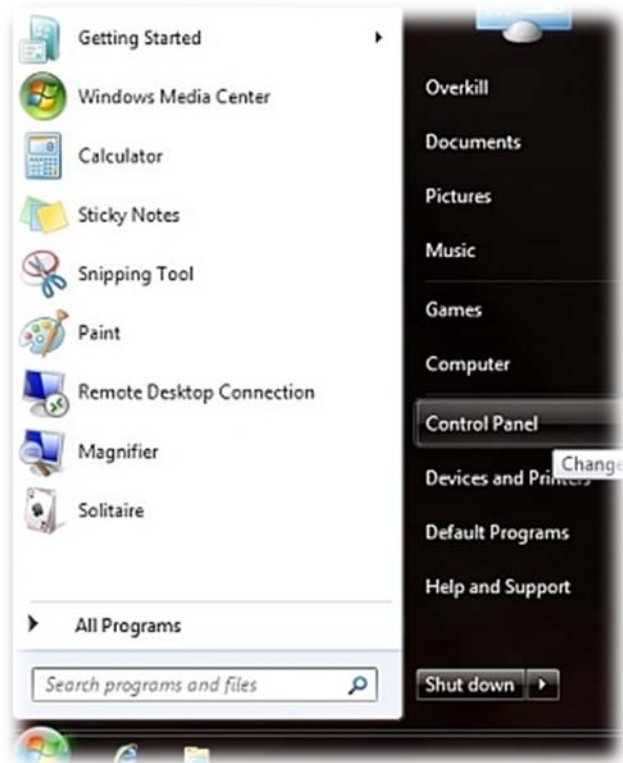 Getting Started
Windows Media Center
Calculator
Sticky Notes
Snipping Tool
Paint
Remote Desktop Connection
Magnifier
Solitaire
All Programs
Search programs and files
Overkill
Documents
Pictures
Music
Games
Computer
Control Panel
Change
Devices and Printers
Default Programs
Help and Support
Shut down